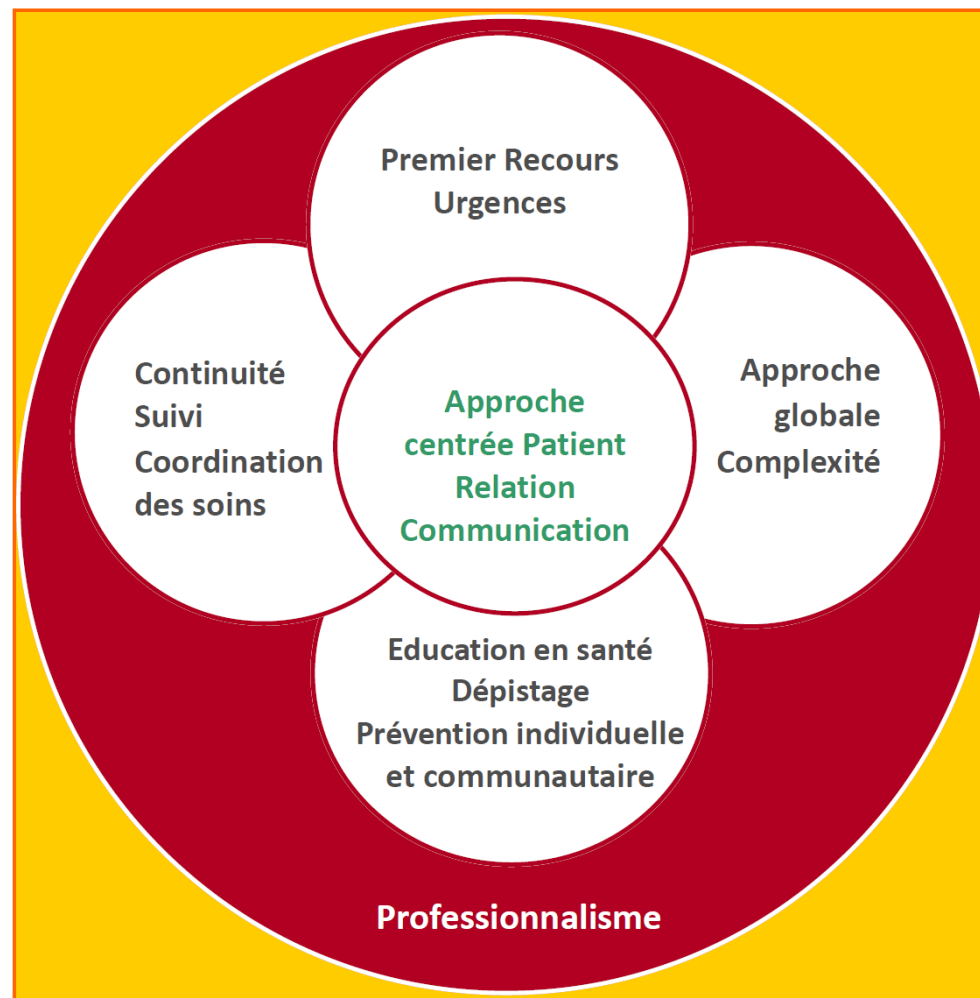 Premier Recours
Urgences
Continuité
Suivi
Coordination
des soins
Approche
centrée Patient
Relation
Communication
Approche
globale
Complexité
Education en santé
Dépistage
Prévention individuelle
et communautaire
Professionnalisme